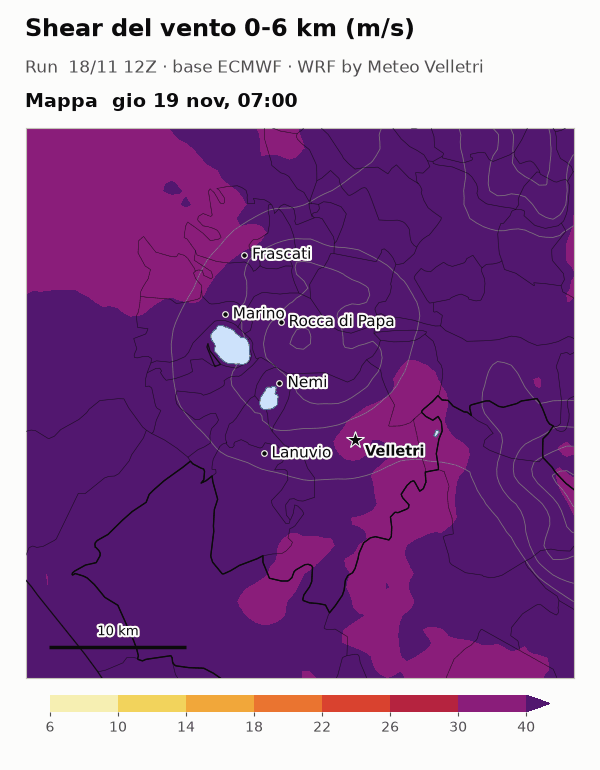 Shear del vento 0-6 km (m/s)
Run  18/11 12Z · base ECMWF · WRF by Meteo Velletri
Mappa  gio 19 nov, 07:00
Frascati
Marino
Rocca di Papa
Nemi
Lanuvio
Velletri
10 km
6 10 14 18 22 26 30 40